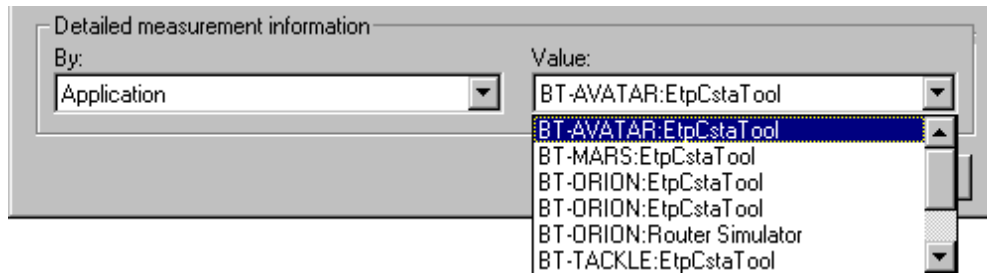 Detailed measurement information
By: Value:
Application BT-AVATAR:EtpCstaTool
BT-AVATAR:EtpCstaTool
BT-MARS:EtpCstaTool
BT-ORION:EtpCstaTool
BT-ORION:EtpCstaTool
BT-ORION:Router Simulator
BT-TACKLE:EtpCstaTool